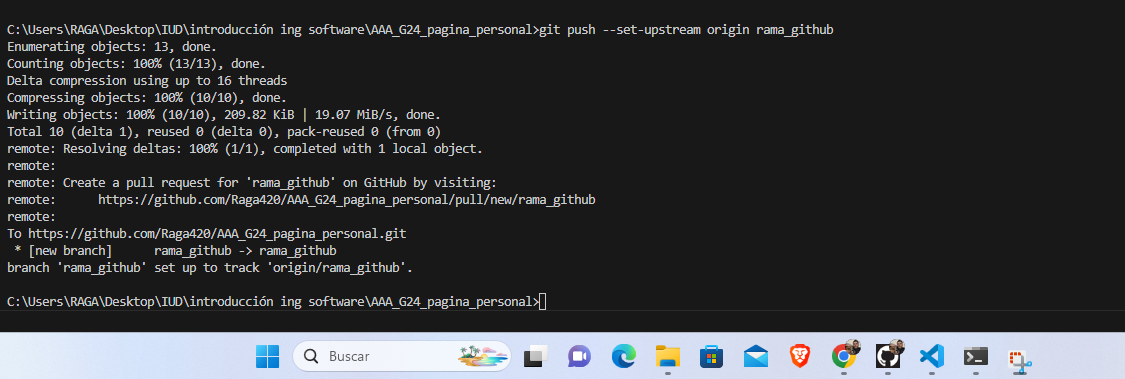 C:\Users\RAGA\Desktop\IUD\introducción ing software\AAA_G24_pagina_personal>git push --set-upstream origin rama_github
Enumerating objects: 13, done.
Counting objects: 100% (13/13), done.
Delta compression using up to 16 threads
Compressing objects: 100% (10/10), done.
Writing objects: 100% (10/10), 209.82 KiB | 19.07 MiB/s, done.
Total 10 (delta 1), reused 0 (delta 0), pack-reused 0 (from 0)
remote: Resolving deltas: 100% (1/1), completed with 1 local object.
remote:
remote: Create a pull request for 'rama_github' on GitHub by visiting:
remote:      https://github.com/Raga420/AAA_G24_pagina_personal/pull/new/rama_github
remote:
To https://github.com/Raga420/AAA_G24_pagina_personal.git
 * [new branch]      rama_github -> rama_github
branch 'rama_github' set up to track 'origin/rama_github'.
C:\Users\RAGA\Desktop\IUD\introducción ing software\AAA_G24_pagina_personal>
Buscar